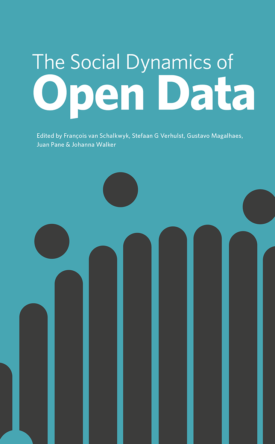 The Social Dynamics of
Open Data
Edited by François van Schalkwyk, Stefaan G Verhulst, Gustavo Magalhaes,
Juan Pane & Johanna Walker